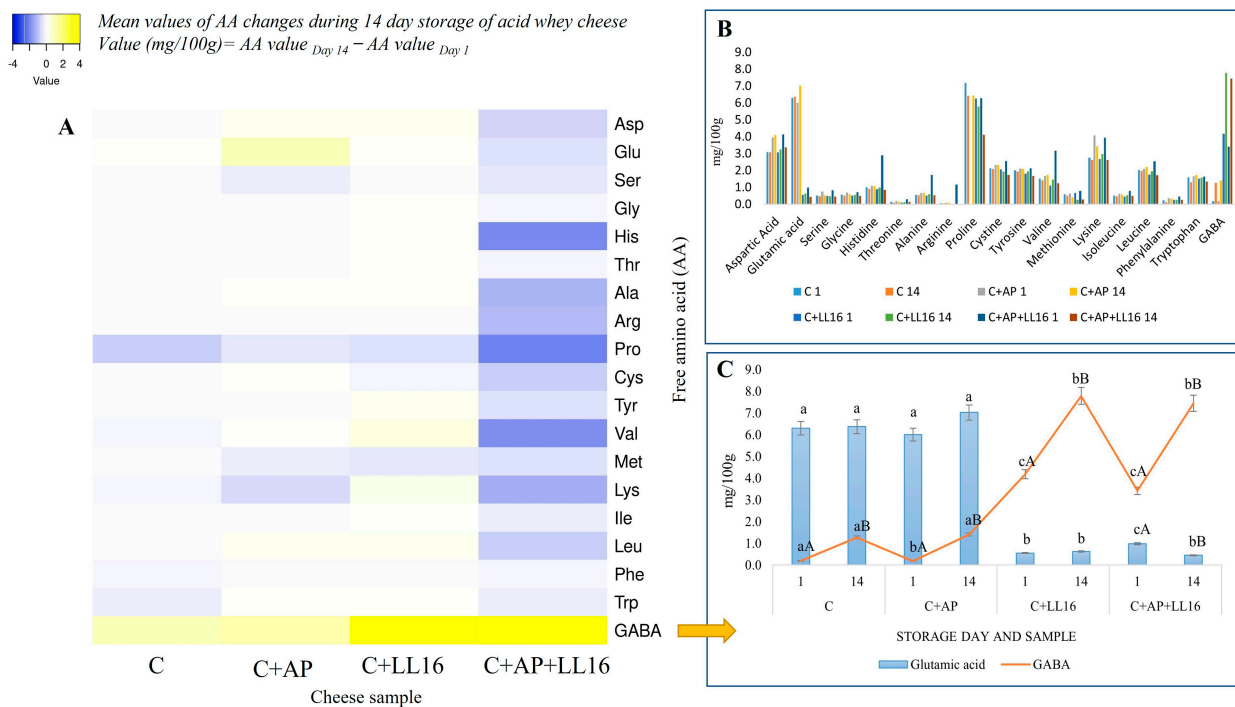 Mean values of AA changes during 14 day storage of acid whey cheese
Value (mg/100g)= AA value Day 14 − AA value Day 1
-4 0 2 4
Value
A
Asp
Glu
Ser
Gly
His
Thr
Ala
Arg
Pro
Cys
Tyr
Val
Met
Lys
Ile
Leu
Phe
Trp
GABA
C C+AP C+LL16 C+AP+LL16
Cheese sample
Free amino acid (AA)
B
mg/100g
9.0
8.0
7.0
6.0
5.0
4.0
3.0
2.0
1.0
0.0
Aspartic Acid
Glutamic acid
Serine
Glycine
Histidine
Threonine
Alanine
Arginine
Proline
Cystine
Tyrosine
Valine
Methionine
Lysine
Isoleucine
Leucine
Phenylalanine
Tryptophan
GABA
C 1 C 14 C+AP 1 C+AP 14
C+LL16 1 C+LL16 14 C+AP+LL16 1 C+AP+LL16 14
C
mg/100g
9.0
8.0
7.0
6.0
5.0
4.0
3.0
2.0
1.0
0.0
a a a a bB bB
cA cA
aA aB bA aB b b cA bB
1 14 1 14 1 14 1 14
C C+AP C+LL16 C+AP+LL16
STORAGE DAY AND SAMPLE
Glutamic acid GABA